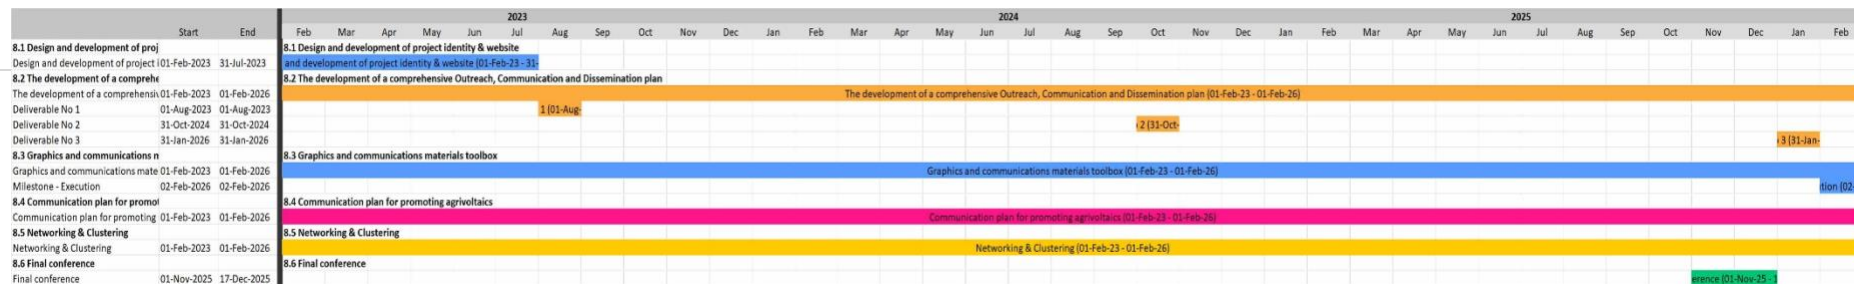 2023 2024 2025
Start End Feb Mar Apr May Jun Jul Aug Sep Oct Nov Dec Jan Feb Mar Apr May Jun Jul Aug Sep Oct Nov Dec Jan Feb Mar Apr May Jun Jul Aug Sep Oct Nov Dec Jan Feb
8.1 Design and development of proj 8.1 Design and development of project identity & website
Design and development of project i 01-Feb-2023 31-Jul-2023 and development of project identity & website (01-Feb-23 - 31-
8.2 The development of a comprehe 8.2 The development of a comprehensive Outreach, Communication and Dissemination plan
The development of a comprehensiv 01-Feb-2023 01-Feb-2026 The development of a comprehensive Outreach, Communication and Dissemination plan (01-Feb-23 - 01-Feb-26)
Deliverable No 1 01-Aug-2023 01-Aug-2023 1 (01-Aug-
Deliverable No 2 31-Oct-2024 31-Oct-2024 2 (31-Oct-
Deliverable No 3 31-Jan-2026 31-Jan-2026 3 (31-Jan-
8.3 Graphics and communications n 8.3 Graphics and communications materials toolbox
Graphics and communications mate 01-Feb-2023 01-Feb-2026 Graphics and communications materials toolbox (01-Feb-23 - 01-Feb-26)
Milestone - Execution 02-Feb-2026 02-Feb-2026 tion (02-
8.4 Communication plan for promot 8.4 Communication plan for promoting agrivoltaics
Communication plan for promoting 01-Feb-2023 01-Feb-2026 Communication plan for promoting agrivoltaics (01-Feb-23 - 01-Feb-26)
8.5 Networking & Clustering 8.5 Networking & Clustering
Networking & Clustering 01-Feb-2023 01-Feb-2026 Networking & Clustering (01-Feb-23 - 01-Feb-26)
8.6 Final conference 8.6 Final conference
Final conference 01-Nov-2025 17-Dec-2025 erence (01-Nov-25 - 1